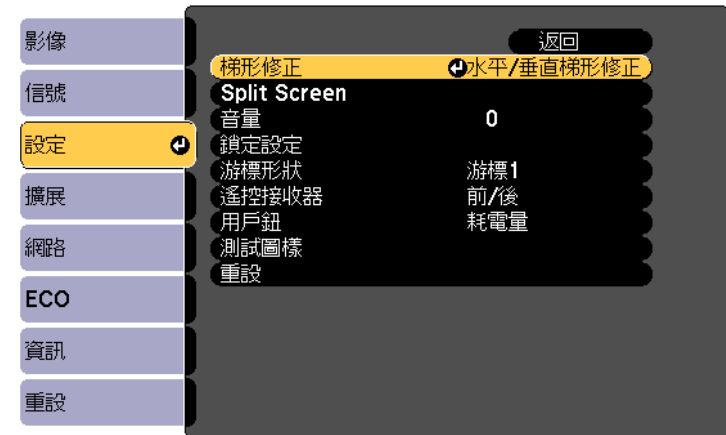 影像
信號
設定
擴展
網路
ECO
資訊
重設
返回
梯形修正 水平/垂直梯形修正
Split Screen
音量 0
鎖定設定
游標形狀 游標1
遙控接收器 前/後
用戶鈕 耗電量
測試圖樣
重設